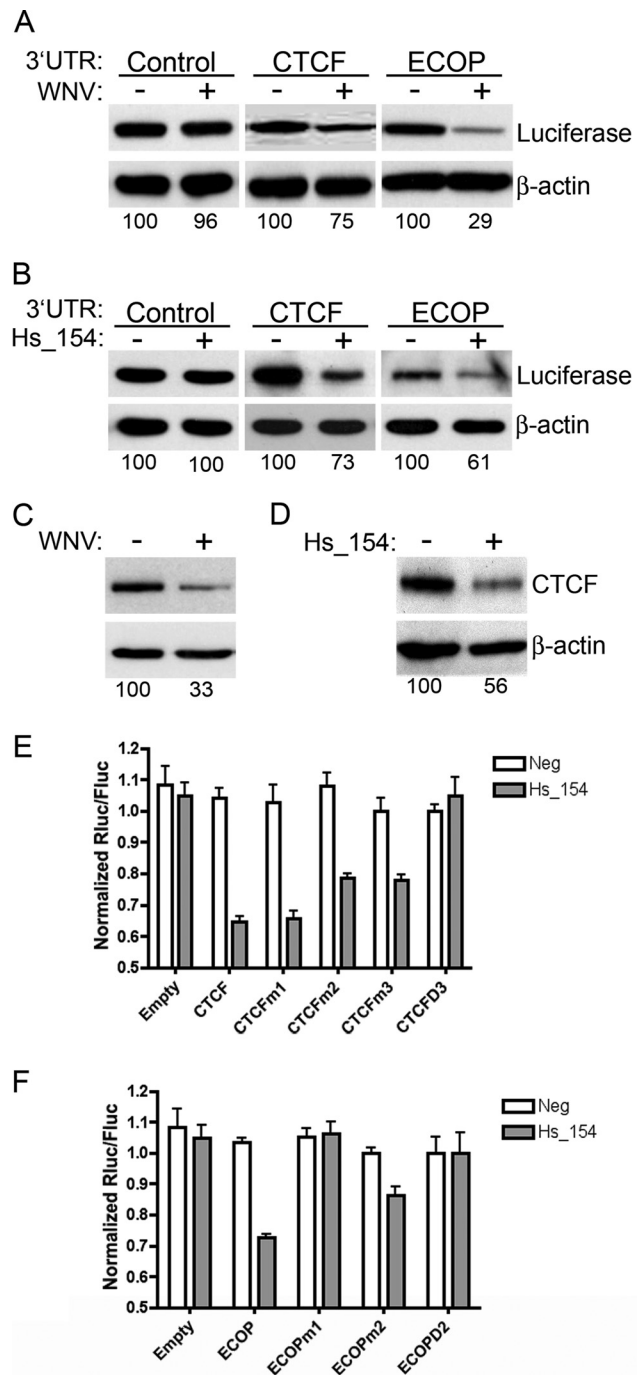 A
3‘UTR: Control CTCF ECOP
WNV: - + - + - +
Luciferase
β-actin
100 96 100 75 100 29
B
3‘UTR: Control CTCF ECOP
Hs_154: - + - + - +
Luciferase
β-actin
100 100 100 73 100 61
C
WNV: - +
100 33
D
Hs_154: - +
CTCF
β-actin
100 56
E
Normalized Rluc/Fluc
1.2
1.1
1.0
0.9
0.8
0.7
0.6
0.5
Empty CTCF CTCFm1 CTCFm2 CTCFm3 CTCFD3
Neg
Hs_154
F
Normalized Rluc/Fluc
1.2
1.1
1.0
0.9
0.8
0.7
0.6
0.5
Empty ECOP ECOPm1 ECOPm2 ECOPD2
Neg
Hs_154